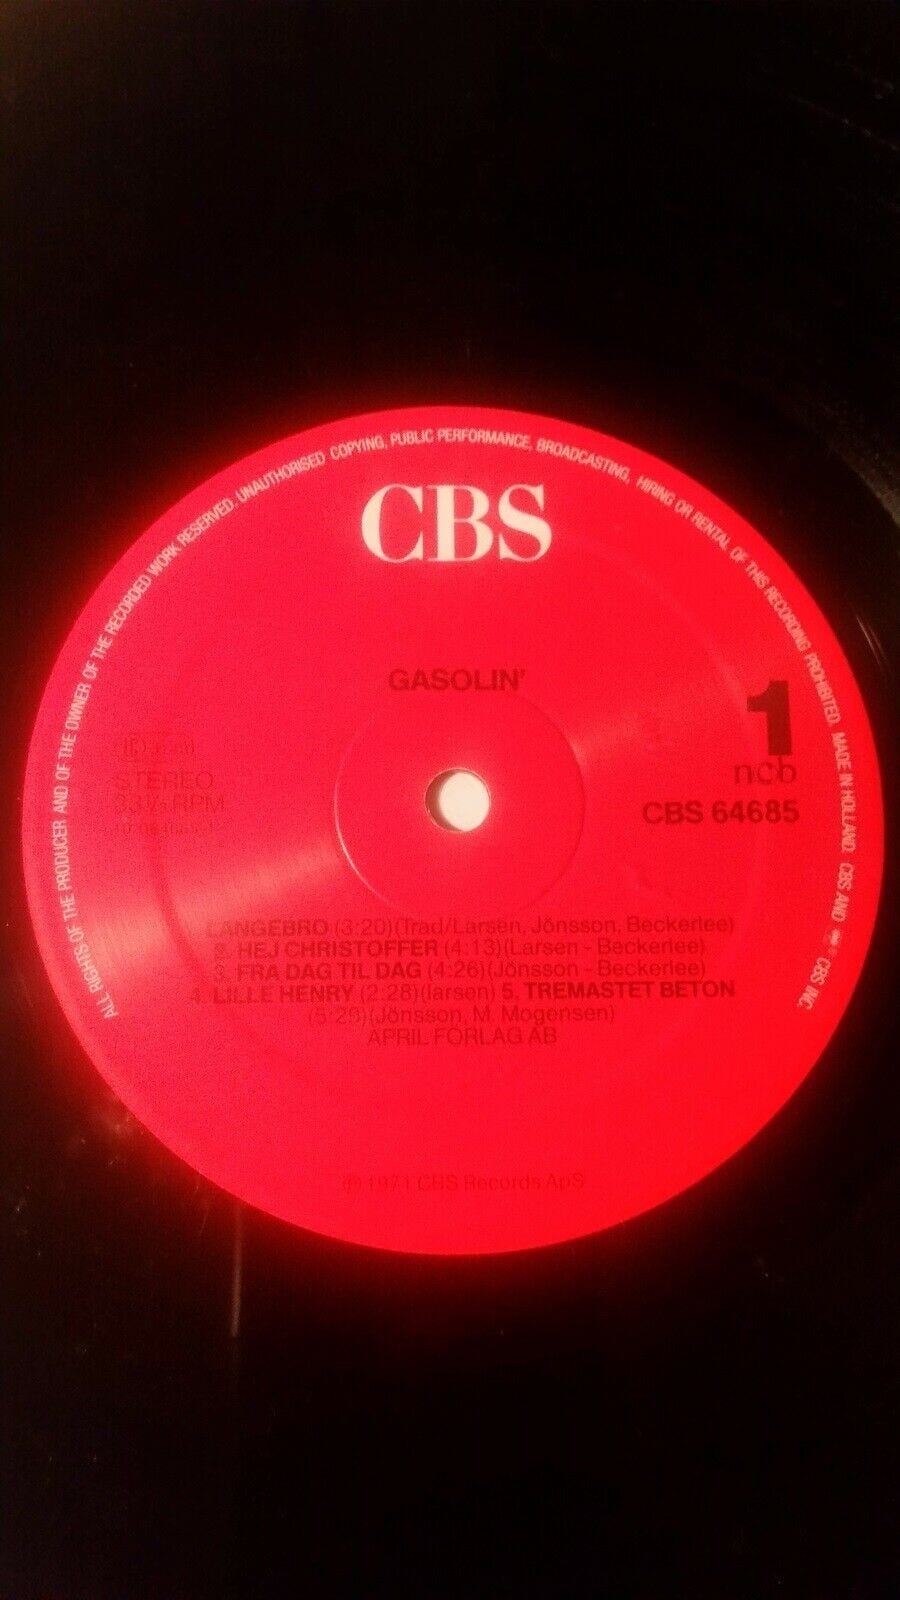 ALL RIGHTS OF THE PRODUCER AND OF THE OWNER OF THE RECORDED WORK RESERVED. UNAUTHORISED COPYING, PUBLIC PERFORMANCE, BROADCASTING, HIRING OR RENTAL OF THIS RECORDING PROHIBITED. MADE IN HOLLAND. CBS AND ℗ CBS INC.
CBS
GASOLIN'
1
ncb
CBS 64685
STEREO
33⅓ RPM
LANGEBRO (3:20)(Trad/Larsen, Jönsson, Beckerlee)
2. HEJ CHRISTOFFER (4:13)(Larsen - Beckerlee)
3. FRA DAG TIL DAG (4:26)(Jönsson - Beckerlee)
4. LILLE HENRY (2:28)(larsen) 5. TREMASTET BETON
(Jönsson, M. Mogensen)
APRIL FORLAG AB
℗ 1971 CBS Records ApS